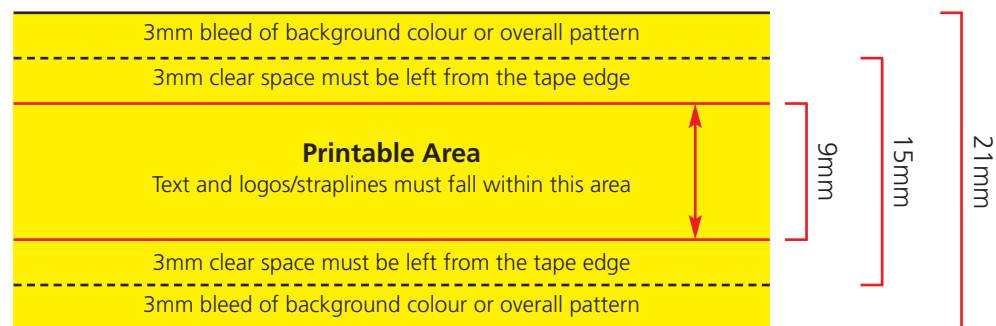 3mm bleed of background colour or overall pattern
3mm clear space must be left from the tape edge
Printable Area
Text and logos/straplines must fall within this area
3mm clear space must be left from the tape edge
3mm bleed of background colour or overall pattern
9mm
15mm
21mm